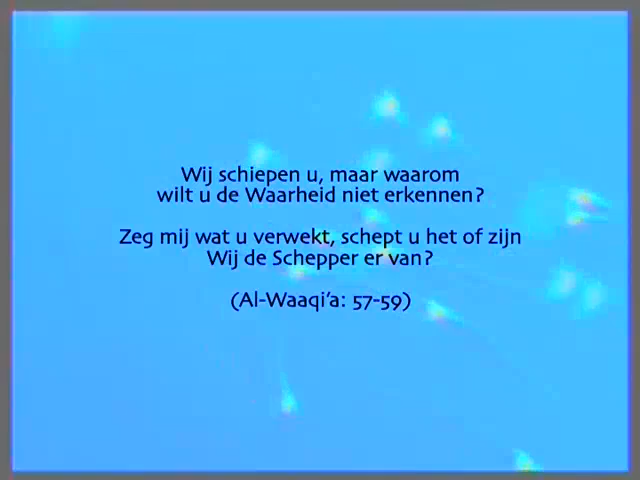 Wij schiepen u, maar waarom
wilt u de Waarheid niet erkennen?
Zeg mij wat u verwekt, schept u het of zijn
Wij de Schepper er van?
(Al-Waaqi’a: 57-59)